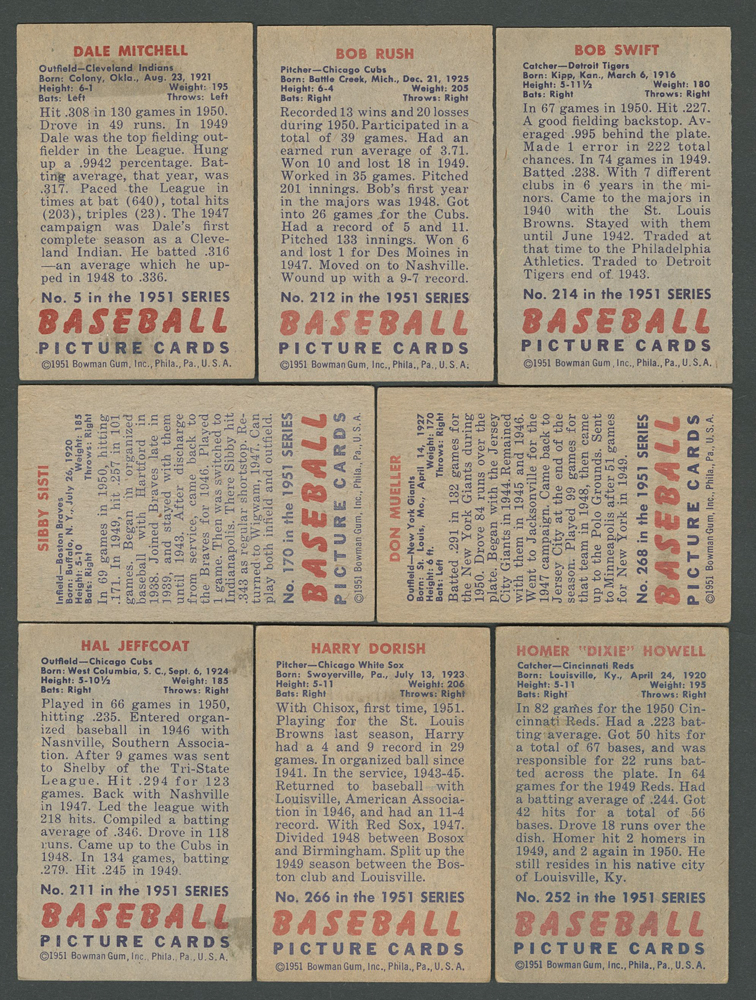 DALE MITCHELL
Outfield—Cleveland Indians
Born: Colony, Okla., Aug. 23, 1921
Height: 6-1 Weight: 195
Bats: Left Throws: Left
Hit .308 in 130 games in 1950.
Drove in 49 runs. In 1949
Dale was the top fielding out-
fielder in the League. Hung
up a .9942 percentage. Bat-
ting average, that year, was
.317. Paced the League in
times at bat (640), total hits
(203), triples (23). The 1947
campaign was Dale's first
complete season as a Cleve-
land Indian. He batted .316
—an average which he up-
ped in 1948 to .336.
No. 5 in the 1951 SERIES
BASEBALL
PICTURE CARDS
©1951 Bowman Gum, Inc., Phila., Pa., U. S. A.
BOB RUSH
Pitcher—Chicago Cubs
Born: Battle Creek, Mich., Dec. 21, 1925
Height: 6-4 Weight: 205
Bats: Right Throws: Right
Recorded 13 wins and 20 losses
during 1950. Participated in a
total of 39 games. Had an
earned run average of 3.71.
Won 10 and lost 18 in 1949.
Worked in 35 games. Pitched
201 innings. Bob's first year
in the majors was 1948. Got
into 26 games for the Cubs.
Had a record of 5 and 11.
Pitched 133 innings. Won 6
and lost 1 for Des Moines in
1947. Moved on to Nashville.
Wound up with a 9-7 record.
No. 212 in the 1951 SERIES
BASEBALL
PICTURE CARDS
©1951 Bowman Gum, Inc., Phila., Pa., U. S. A.
BOB SWIFT
Catcher—Detroit Tigers
Born: Kipp, Kan., March 6, 1916
Height: 5-11½ Weight: 180
Bats: Right Throws: Right
In 67 games in 1950. Hit .227.
A good fielding backstop. Av-
eraged .995 behind the plate.
Made 1 error in 222 total
chances. In 74 games in 1949.
Batted .238. With 7 different
clubs in 6 years in the mi-
nors. Came to the majors in
1940 with the St. Louis
Browns. Stayed with them
until June 1942. Traded at
that time to the Philadelphia
Athletics. Traded to Detroit
Tigers end of 1943.
No. 214 in the 1951 SERIES
BASEBALL
PICTURE CARDS
©1951 Bowman Gum, Inc., Phila., Pa., U. S. A.
SIBBY SISTI
Infield—Boston Braves
Born: Buffalo, N. Y., July 26, 1920
Height: 5-10 Weight: 185
Bats: Right Throws: Right
In 69 games in 1950, hitting
.171. In 1949, hit .257 in 101
games. Began in organized
baseball with Hartford in
1938. Joined Braves late in
1939, and stayed with them
until 1943. After discharge
from service, came back to
the Braves for 1946. Played
1 game. Then was switched to
Indianapolis. There Sibby hit
.343 as regular shortstop. Re-
turned to Wigwam, 1947. Can
play both infield and outfield.
No. 170 in the 1951 SERIES
BASEBALL
PICTURE CARDS
©1951 Bowman Gum, Inc., Phila., Pa., U. S. A.
DON MUELLER
Outfield—New York Giants
Born: St. Louis, Mo., April 14, 1927
Height: 6 ft. Weight: 170
Bats: Left Throws: Right
Batted .291 in 132 games for
the New York Giants during
1950. Drove 84 runs over the
plate. Began with the Jersey
City Giants in 1944. Remained
with them in 1945 and 1946.
Went to Jacksonville for the
1947 campaign. Came back to
Jersey City at the end of the
season. Played 99 games for
that team in 1948, then came
up to the Polo Grounds. Sent
to Minneapolis after 51 games
for New York in 1949.
No. 268 in the 1951 SERIES
BASEBALL
PICTURE CARDS
©1951 Bowman Gum, Inc., Phila., Pa., U. S. A.
HAL JEFFCOAT
Outfield—Chicago Cubs
Born: West Columbia, S. C., Sept. 6, 1924
Height: 5-10½ Weight: 185
Bats: Right Throws: Right
Played in 66 games in 1950,
hitting .235. Entered organ-
ized baseball in 1946 with
Nashville, Southern Associa-
tion. After 9 games was sent
to Shelby of the Tri-State
League. Hit .294 for 123
games. Back with Nashville
in 1947. Led the league with
218 hits. Compiled a batting
average of .346. Drove in 118
runs. Came up to the Cubs in
1948. In 134 games, batting
.279. Hit .245 in 1949.
No. 211 in the 1951 SERIES
BASEBALL
PICTURE CARDS
©1951 Bowman Gum, Inc., Phila., Pa., U. S. A.
HARRY DORISH
Pitcher—Chicago White Sox
Born: Swoyerville, Pa., July 13, 1923
Height: 5-11 Weight: 206
Bats: Right Throws: Right
With Chisox, first time, 1951.
Playing for the St. Louis
Browns last season, Harry
had a 4 and 9 record in 29
games. In organized ball since
1941. In the service, 1943-45.
Returned to baseball with
Louisville, American Associa-
tion in 1946, and had an 11-4
record. With Red Sox, 1947.
Divided 1948 between Bosox
and Birmingham. Split up the
1949 season between the Bos-
ton club and Louisville.
No. 266 in the 1951 SERIES
BASEBALL
PICTURE CARDS
©1951 Bowman Gum, Inc., Phila., Pa., U. S. A.
HOMER "DIXIE" HOWELL
Catcher—Cincinnati Reds
Born: Louisville, Ky., April 24, 1920
Height: 5-11 Weight: 195
Bats: Right Throws: Right
In 82 games for the 1950 Cin-
cinnati Reds. Had a .223 bat-
ting average. Got 50 hits for
a total of 67 bases, and was
responsible for 22 runs bat-
ted across the plate. In 64
games for the 1949 Reds. Had
a batting average of .244. Got
42 hits for a total of 56
bases. Drove 18 runs over the
dish. Homer hit 2 homers in
1949, and 2 again in 1950. He
still resides in his native city
of Louisville, Ky.
No. 252 in the 1951 SERIES
BASEBALL
PICTURE CARDS
©1951 Bowman Gum, Inc., Phila., Pa., U. S. A.